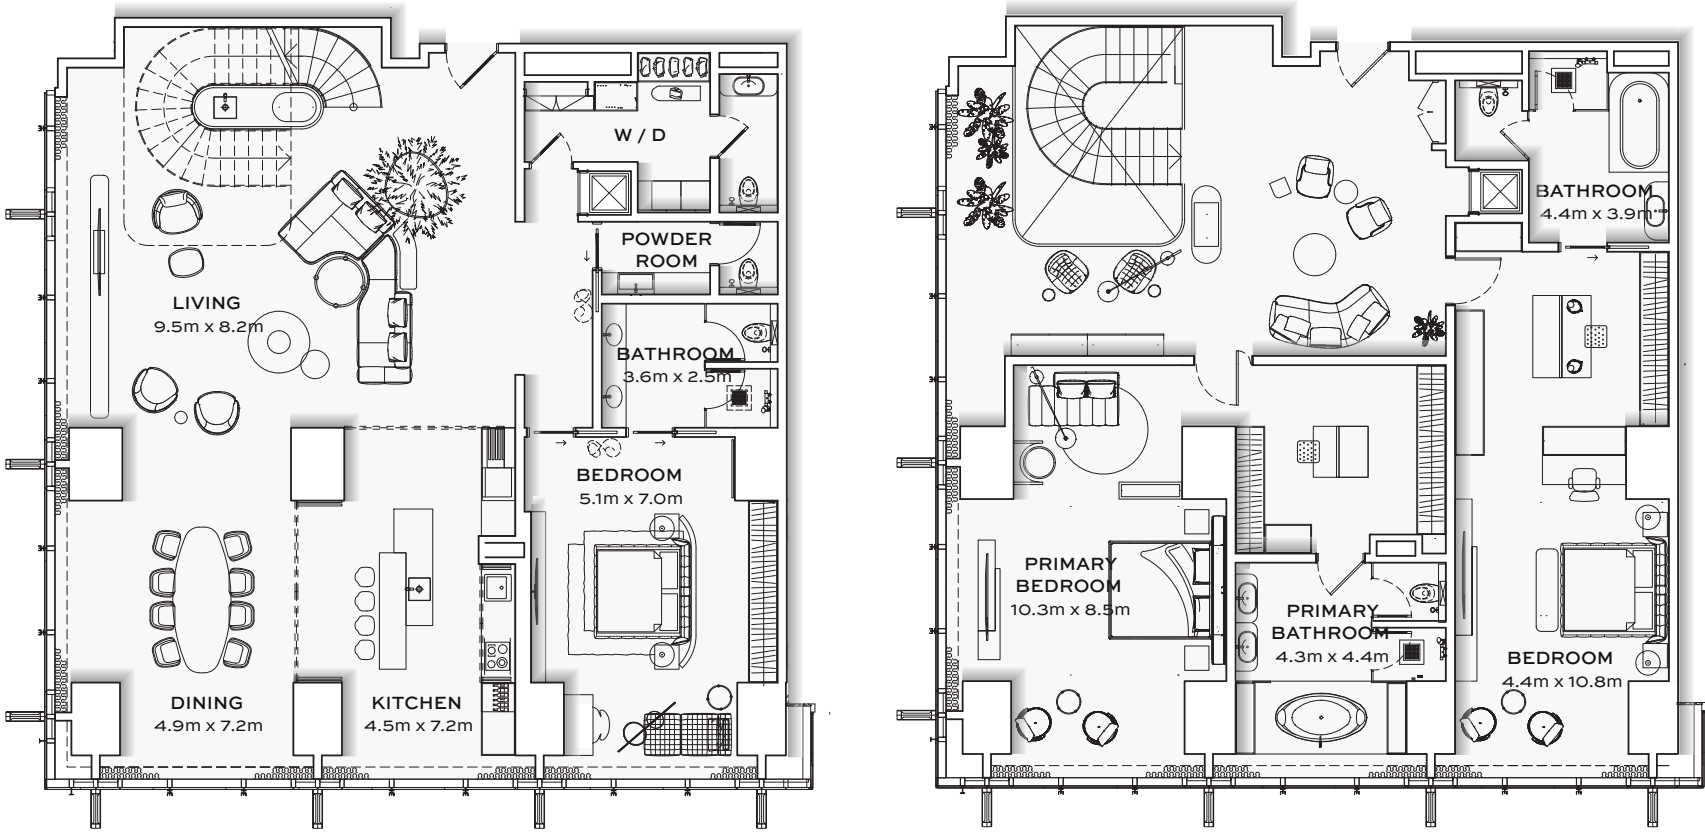 W / D
POWDER
ROOM
LIVING
9.5m x 8.2m
BATHROOM
3.6m x 2.5m
BEDROOM
5.1m x 7.0m
DINING
4.9m x 7.2m
KITCHEN
4.5m x 7.2m
BATHROOM
4.4m x 3.9m
PRIMARY
BEDROOM
10.3m x 8.5m
PRIMARY
BATHROOM
4.3m x 4.4m
BEDROOM
4.4m x 10.8m